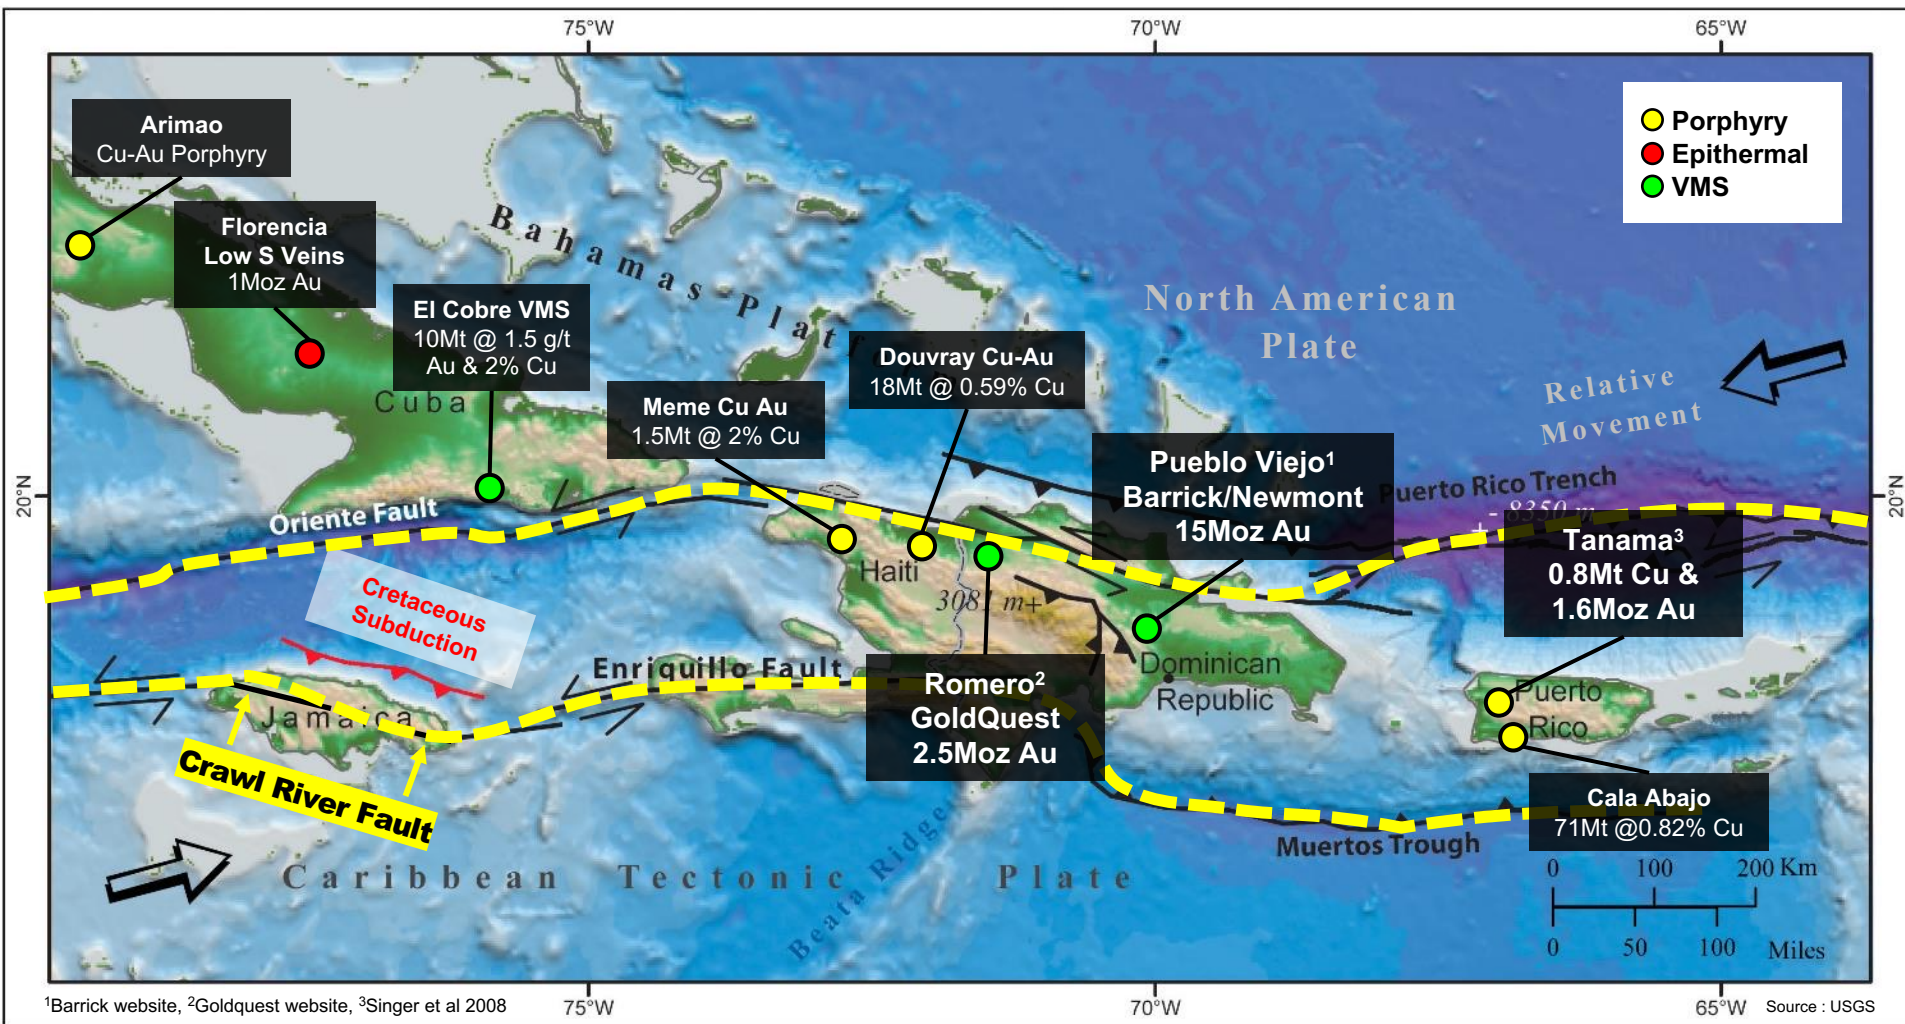 75°W
70°W
65°W
Arimao
Cu-Au Porphyry
Florencia
Low S Veins
1Moz Au
El Cobre VMS
10Mt @ 1.5 g/t
Au & 2% Cu
Cuba
Bahamas Platform
Meme Cu Au
1.5Mt @ 2% Cu
Douvray Cu-Au
18Mt @ 0.59% Cu
North American
Plate
Porphyry
Epithermal
VMS
Relative
Movement
Pueblo Viejo¹
Barrick/Newmont
15Moz Au
Puerto Rico Trench
- 8350 m
+
20°N
20°N
Oriente Fault
Tanama³
0.8Mt Cu &
1.6Moz Au
Haiti
3081 m+
Cretaceous
Subduction
Enriquillo Fault
Dominican
Republic
Romero²
GoldQuest
2.5Moz Au
Jamaica
Puerto
Rico
Crawl River Fault
Cala Abajo
71Mt @0.82% Cu
Muertos Trough
Beata Ridge
Caribbean Tectonic Plate
0 100 200 Km
0 50 100 Miles
¹Barrick website, ²Goldquest website, ³Singer et al 2008
75°W
70°W
65°W
Source : USGS